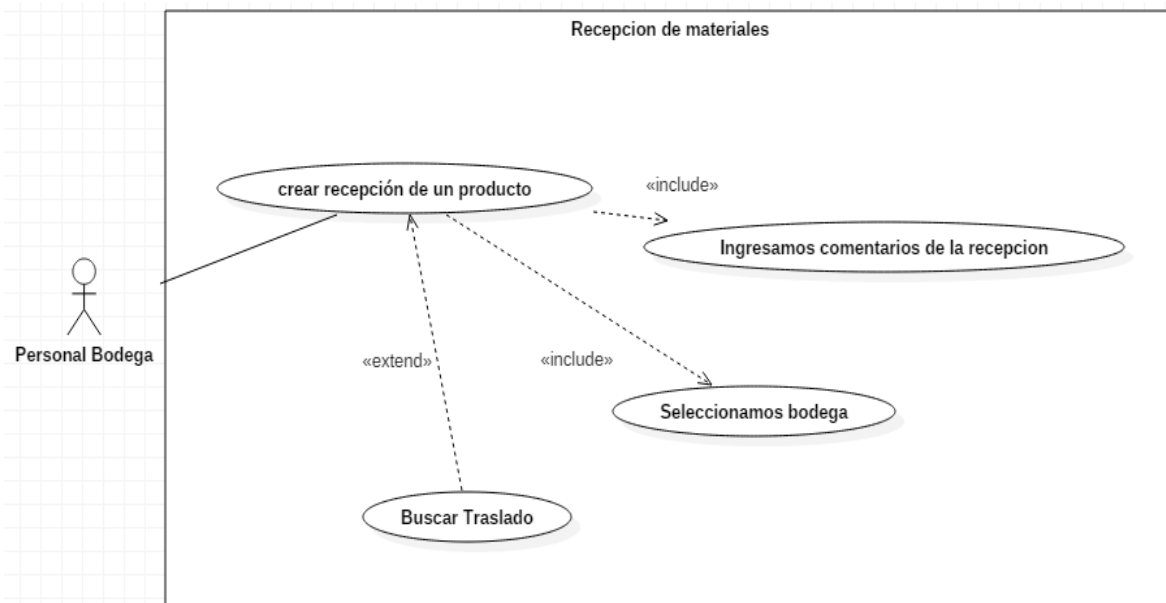 Recepcion de materiales
crear recepción de un producto
«include»
Ingresamos comentarios de la recepcion
Personal Bodega
«extend»
«include»
Seleccionamos bodega
Buscar Traslado